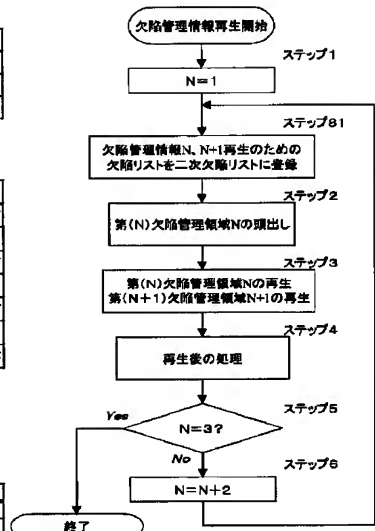 欠陥管理情報再生開始
ステップ1
N=1
ステップ81
欠陥管理情報N、N+1再生のための
欠陥リストを二次欠陥リストに登録
ステップ2
第(N)欠陥管理領域Nの頭出し
ステップ3
第(N)欠陥管理領域Nの再生
第(N+1)欠陥管理領域N+1の再生
ステップ4
再生後の処理
ステップ5
Yes
N=3?
No
ステップ6
N=N+2
終了